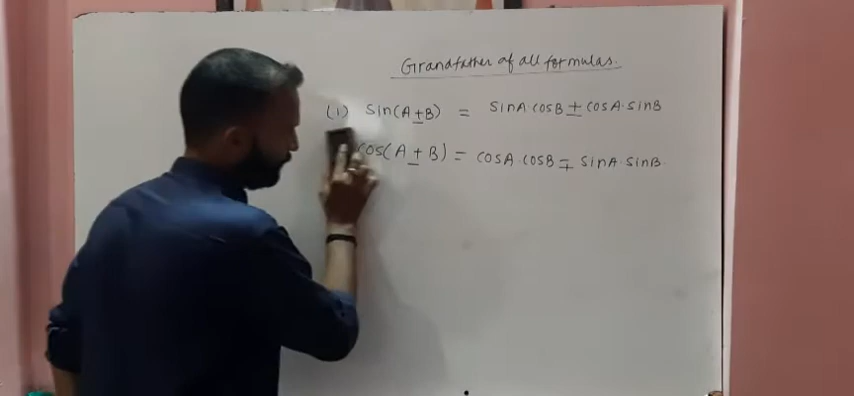 Grandfather of all formulas.
(1) sin(A±B) = sinA.cosB ± cosA.sinB
cos(A±B) = cosA.cosB ∓ sinA.sinB